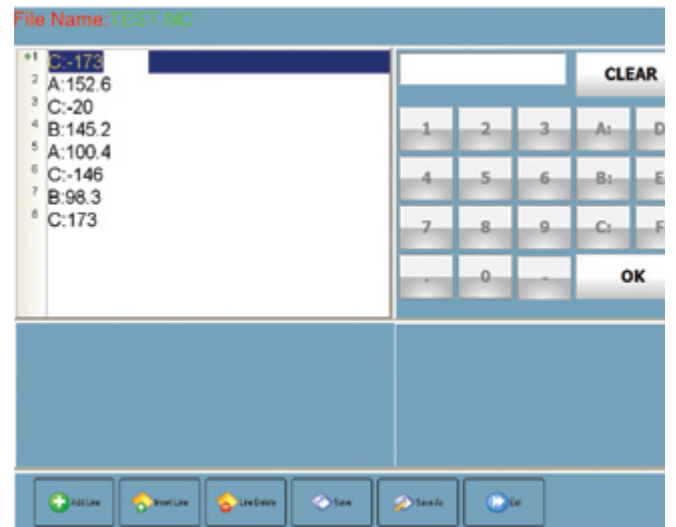 File Name:TEST.NC
+1 C:-173
2 A:152.6
3 C:-20
4 B:145.2
5 A:100.4
6 C:-146
7 B:98.3
8 C:173
CLEAR
1 2 3 A: D
4 5 6 B: E
7 8 9 C: F
. 0 - OK
Add Line Insert Line Line Delete Save Save As Exit